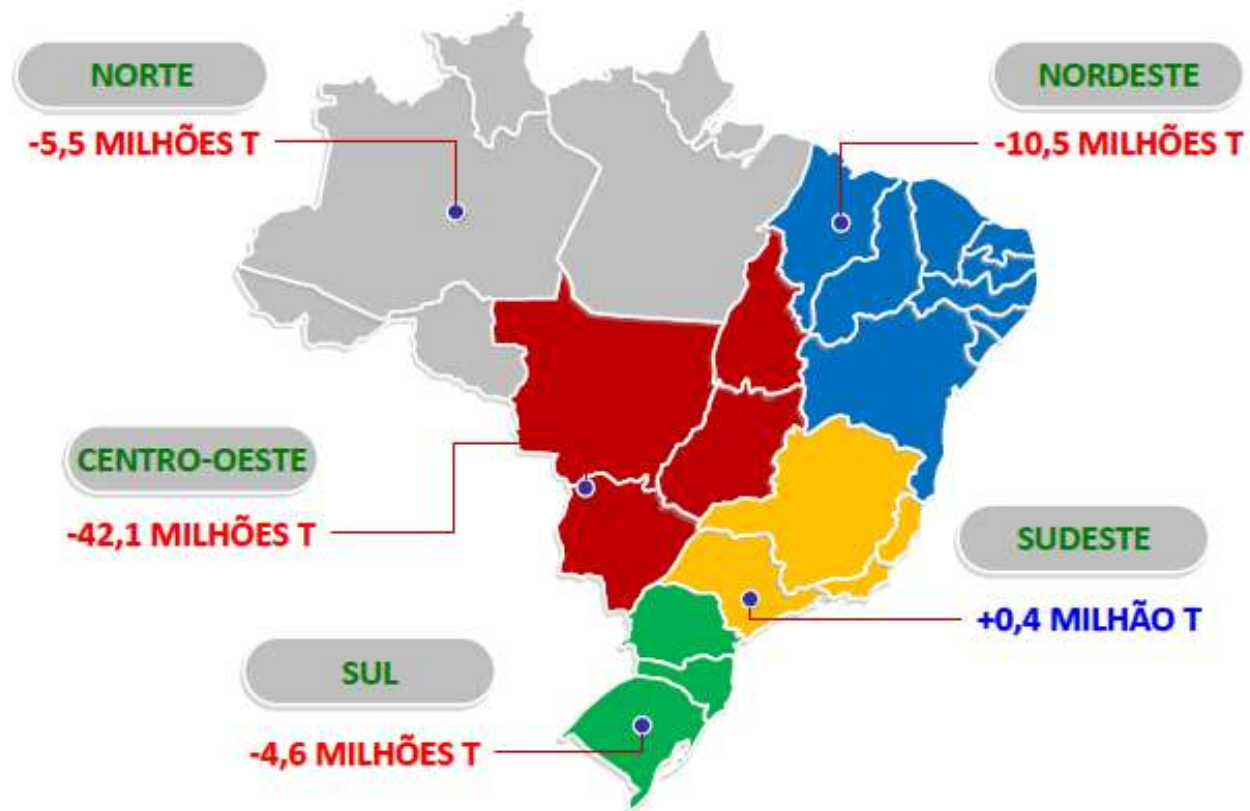 NORTE
-5,5 MILHÕES T
NORDESTE
-10,5 MILHÕES T
CENTRO-OESTE
-42,1 MILHÕES T
SUDESTE
+0,4 MILHÃO T
SUL
-4,6 MILHÕES T